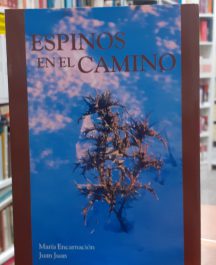 ESPINOS
EN EL CAMINO
María Encarnación
Juan Juan